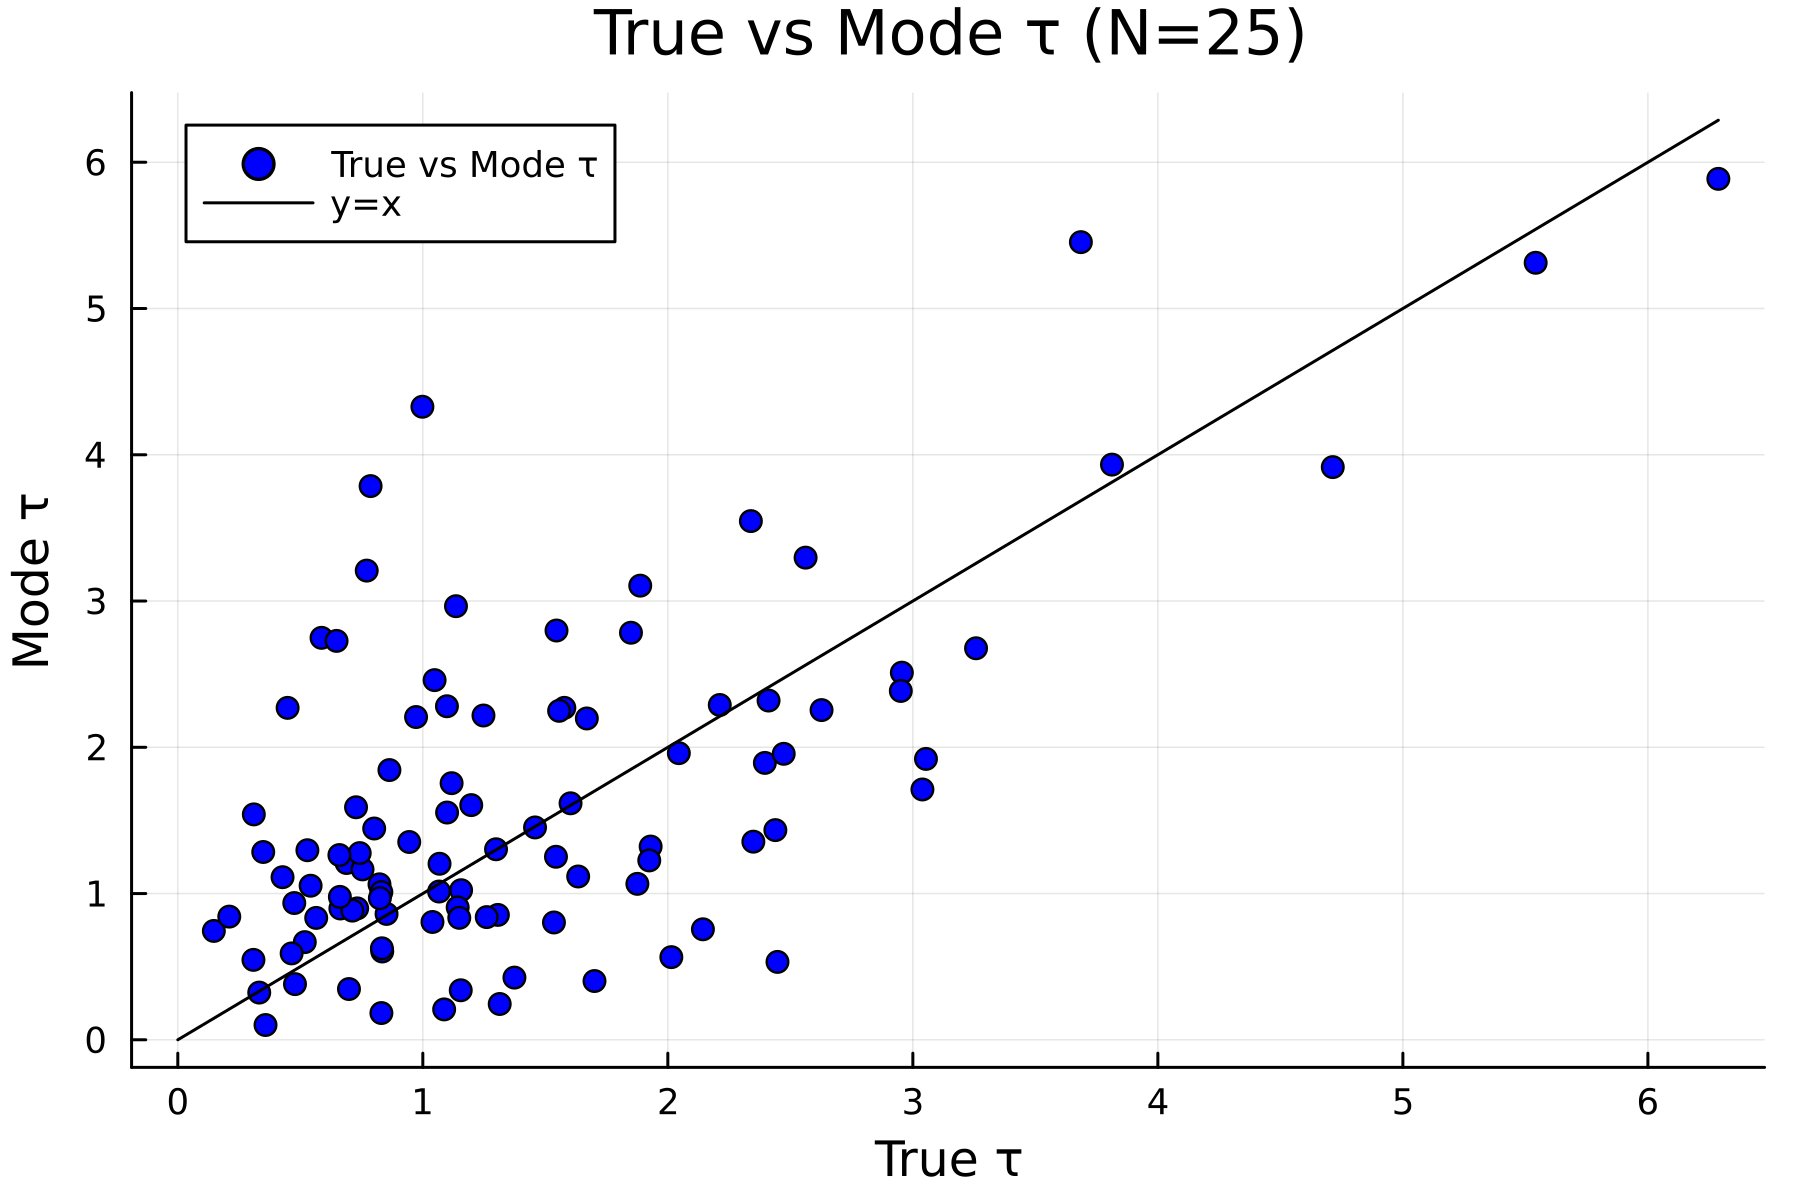 True vs Mode τ (N=25)
True vs Mode τ
y=x
6
5
4
3
2
1
0
Mode τ
0 1 2 3 4 5 6
True τ